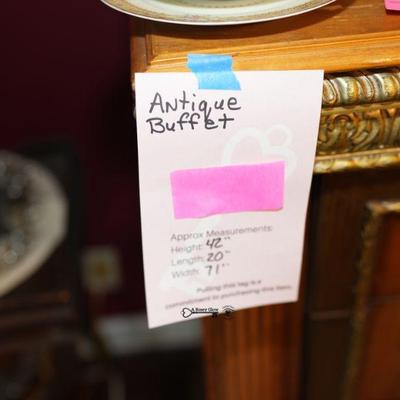 Antique
Buffet
Approx Measurements:
Height: 42"
Length: 20"
Width: 71"
Pulling this tag is a
commitment to purchasing this item.